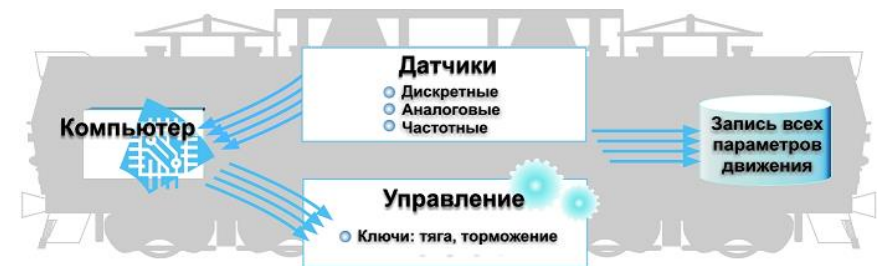 Датчики
Дискретные
Аналоговые
Частотные
Компьютер
Запись всех
параметров
движения
Управление
Ключи: тяга, торможение